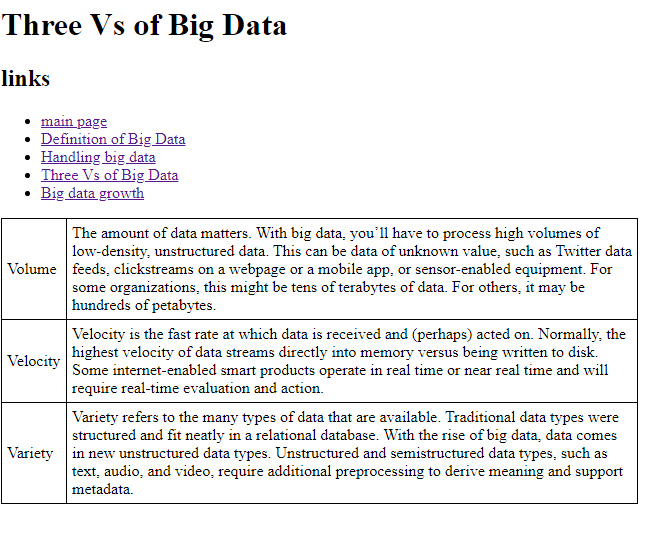 Three Vs of Big Data
links
main page
Definition of Big Data
Handling big data
Three Vs of Big Data
Big data growth
Volume
The amount of data matters. With big data, you’ll have to process high volumes of
low-density, unstructured data. This can be data of unknown value, such as Twitter data
feeds, clickstreams on a webpage or a mobile app, or sensor-enabled equipment. For
some organizations, this might be tens of terabytes of data. For others, it may be
hundreds of petabytes.
Velocity
Velocity is the fast rate at which data is received and (perhaps) acted on. Normally, the
highest velocity of data streams directly into memory versus being written to disk.
Some internet-enabled smart products operate in real time or near real time and will
require real-time evaluation and action.
Variety
Variety refers to the many types of data that are available. Traditional data types were
structured and fit neatly in a relational database. With the rise of big data, data comes
in new unstructured data types. Unstructured and semistructured data types, such as
text, audio, and video, require additional preprocessing to derive meaning and support
metadata.